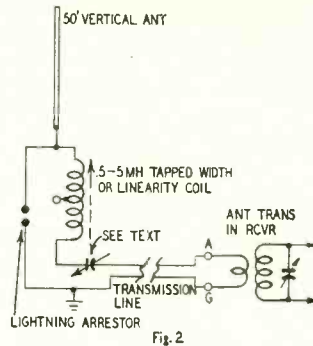 50' VERTICAL ANT
.5-5MH TAPPED WIDTH
OR LINEARITY COIL
SEE TEXT
ANT TRANS
IN RCVR
A
G
TRANSMISSION
LINE
LIGHTNING ARRESTOR
Fig. 2